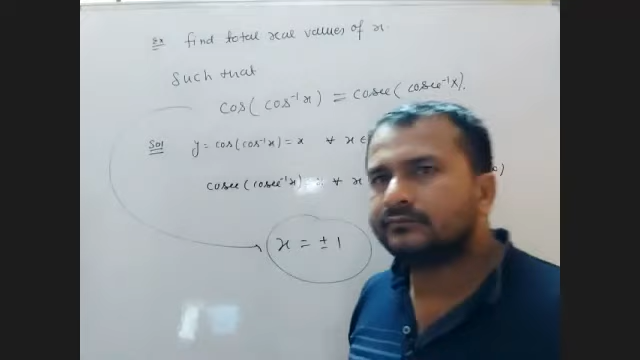 Ex find total real values of x.
Such that
cos(cos⁻¹x) = cosec(cosec⁻¹x).
Sol y = cos(cos⁻¹x) = x ∀ x ∈
cosec(cosec⁻¹x) = x ∀ x
x = ± 1